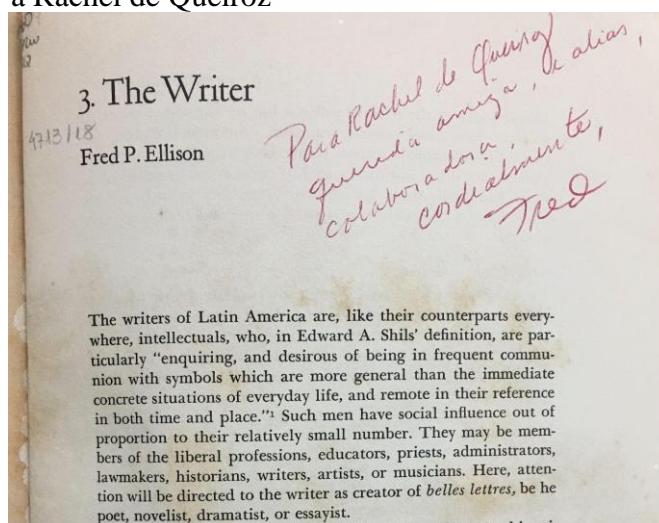 a Rachel de Queiroz
3. The Writer
4713/18
Fred P. Ellison
Para Rachel de Queiroz
querida amiga, e aliás,
colaboradora,
cordealmente,
Fred
The writers of Latin America are, like their counterparts every-
where, intellectuals, who, in Edward A. Shils' definition, are par-
ticularly "enquiring, and desirous of being in frequent commu-
nion with symbols which are more general than the immediate
concrete situations of everyday life, and remote in their reference
in both time and place."¹ Such men have social influence out of
proportion to their relatively small number. They may be mem-
bers of the liberal professions, educators, priests, administrators,
lawmakers, historians, writers, artists, or musicians. Here, atten-
tion will be directed to the writer as creator of belles lettres, be he
poet, novelist, dramatist, or essayist.